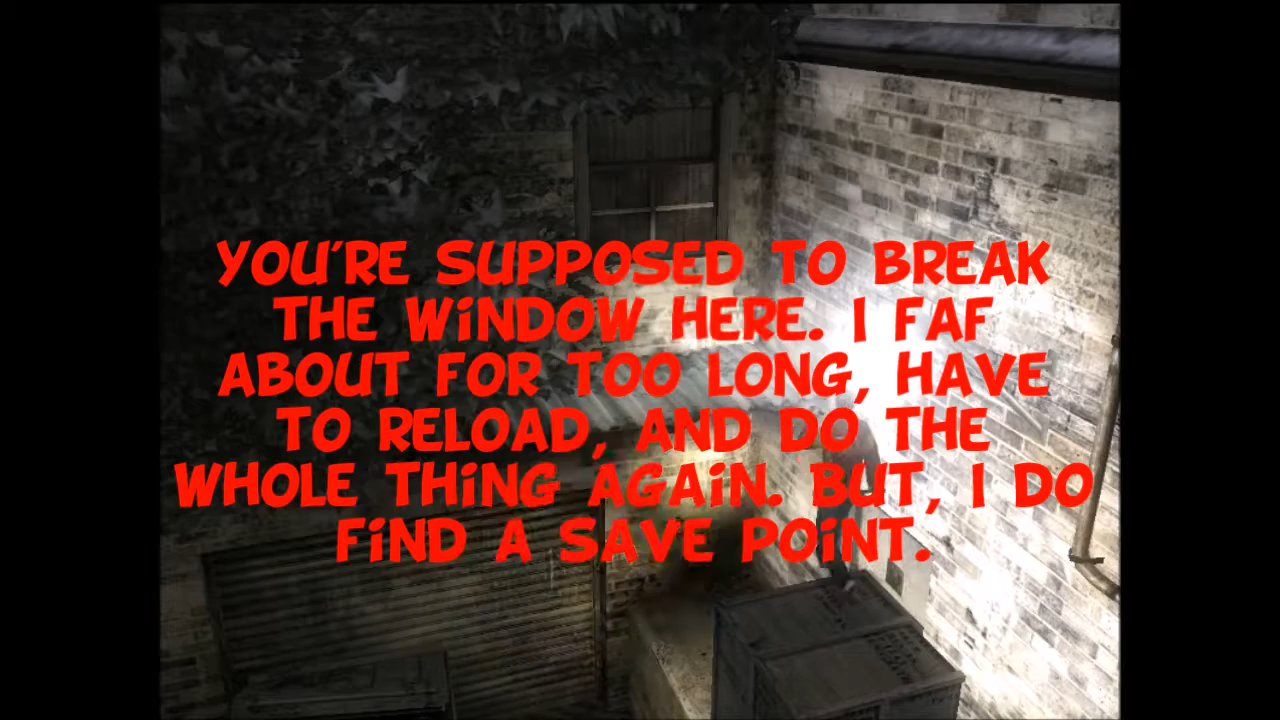 YOU'RE SUPPOSED TO BREAK
THE WINDOW HERE. I FAF
ABOUT FOR TOO LONG, HAVE
TO RELOAD, AND DO THE
WHOLE THING AGAIN. BUT, I DO
FIND A SAVE POINT.